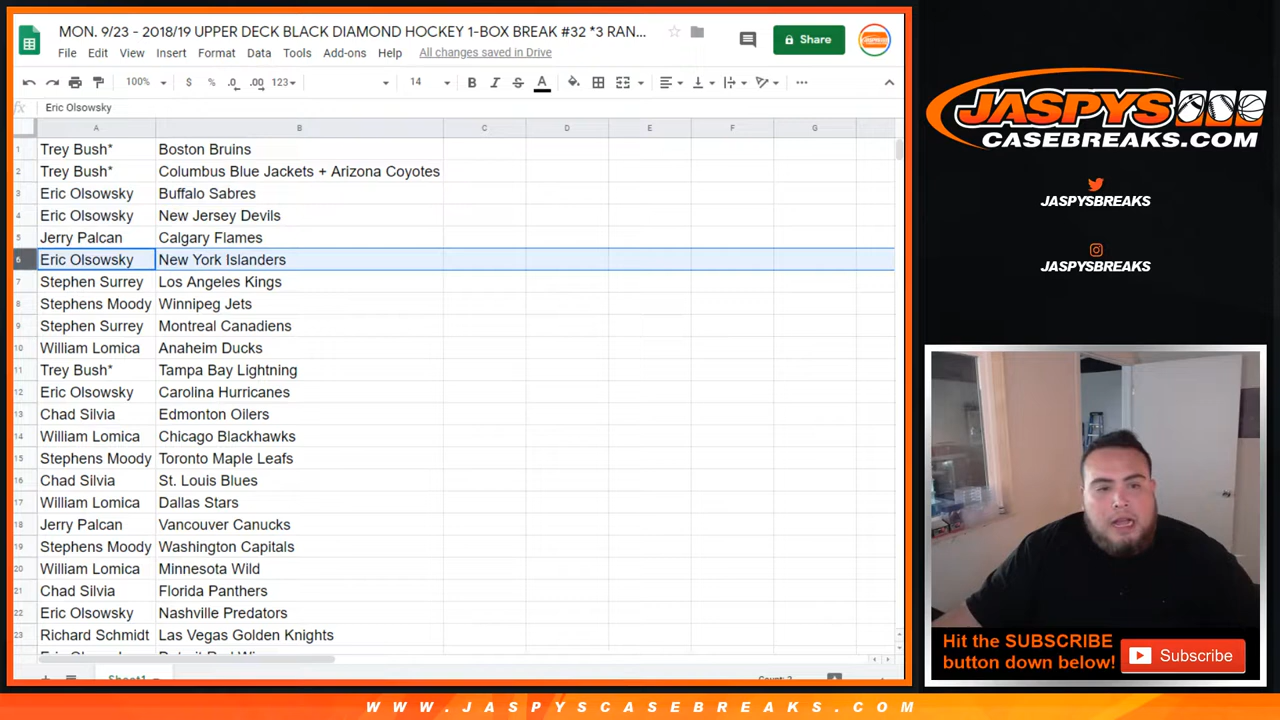 MON. 9/23 - 2018/19 UPPER DECK BLACK DIAMOND HOCKEY 1-BOX BREAK #32 *3 RAN...
File Edit View Insert Format Data Tools Add-ons Help All changes saved in Drive
Share
100% $ % .0 .00 123 14 B I S A
fx Eric Olsowsky
A B C D E F G
1 Trey Bush* Boston Bruins
2 Trey Bush* Columbus Blue Jackets + Arizona Coyotes
3 Eric Olsowsky Buffalo Sabres
4 Eric Olsowsky New Jersey Devils
5 Jerry Palcan Calgary Flames
6 Eric Olsowsky New York Islanders
7 Stephen Surrey Los Angeles Kings
8 Stephens Moody Winnipeg Jets
9 Stephen Surrey Montreal Canadiens
10 William Lomica Anaheim Ducks
11 Trey Bush* Tampa Bay Lightning
12 Eric Olsowsky Carolina Hurricanes
13 Chad Silvia Edmonton Oilers
14 William Lomica Chicago Blackhawks
15 Stephens Moody Toronto Maple Leafs
16 Chad Silvia St. Louis Blues
17 William Lomica Dallas Stars
18 Jerry Palcan Vancouver Canucks
19 Stephens Moody Washington Capitals
20 William Lomica Minnesota Wild
21 Chad Silvia Florida Panthers
22 Eric Olsowsky Nashville Predators
23 Richard Schmidt Las Vegas Golden Knights
JASPYS
CASEBREAKS.COM
JASPYSBREAKS
JASPYSBREAKS
Hit the SUBSCRIBE
button down below!
Subscribe
WWW.JASPYSCASEBREAKS.COM